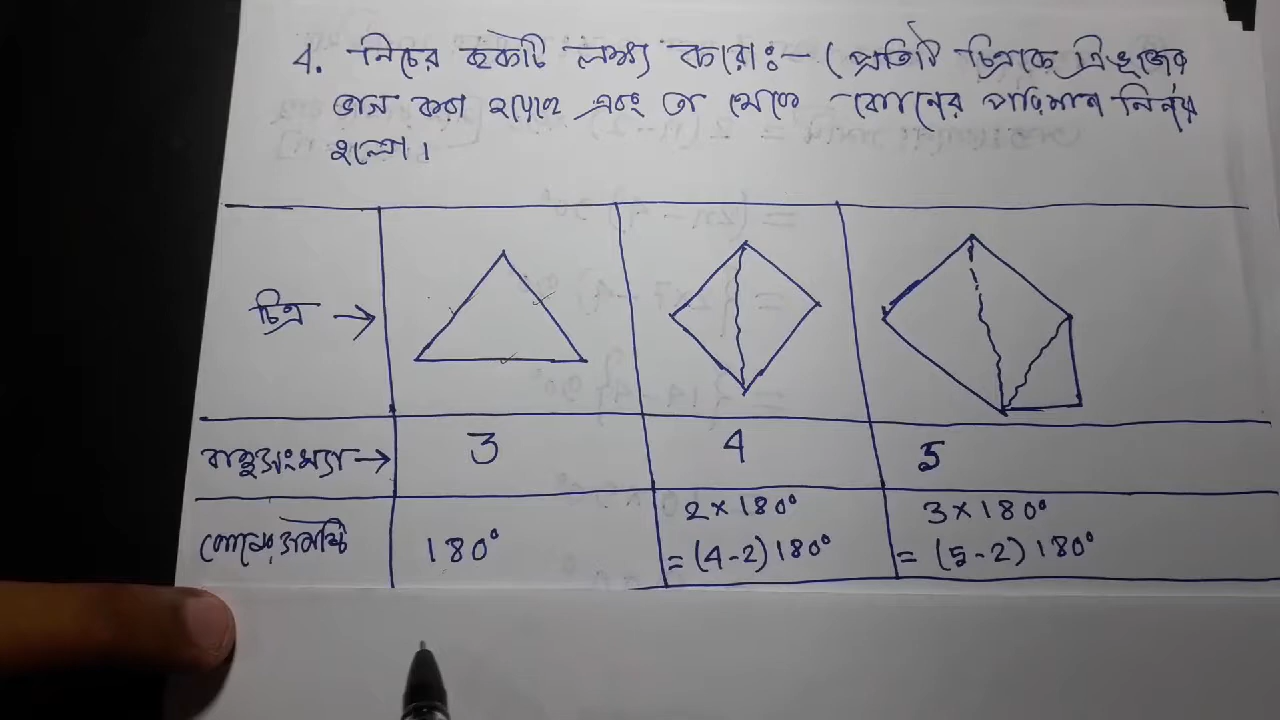 4. নিচের ছকটি লক্ষ্য করো:- (প্রতিটি চিত্রকে ত্রিভূজের
ভাগ করা হয়েছে এবং তা থেকে কোনের পরিমান নির্ণয়
হলো।
চিত্র →
বাহুসংখ্যা → 3 4 5
কোনের সমষ্টি 180° 2×180° 3×180°
=(4-2)180° = (5-2)180°